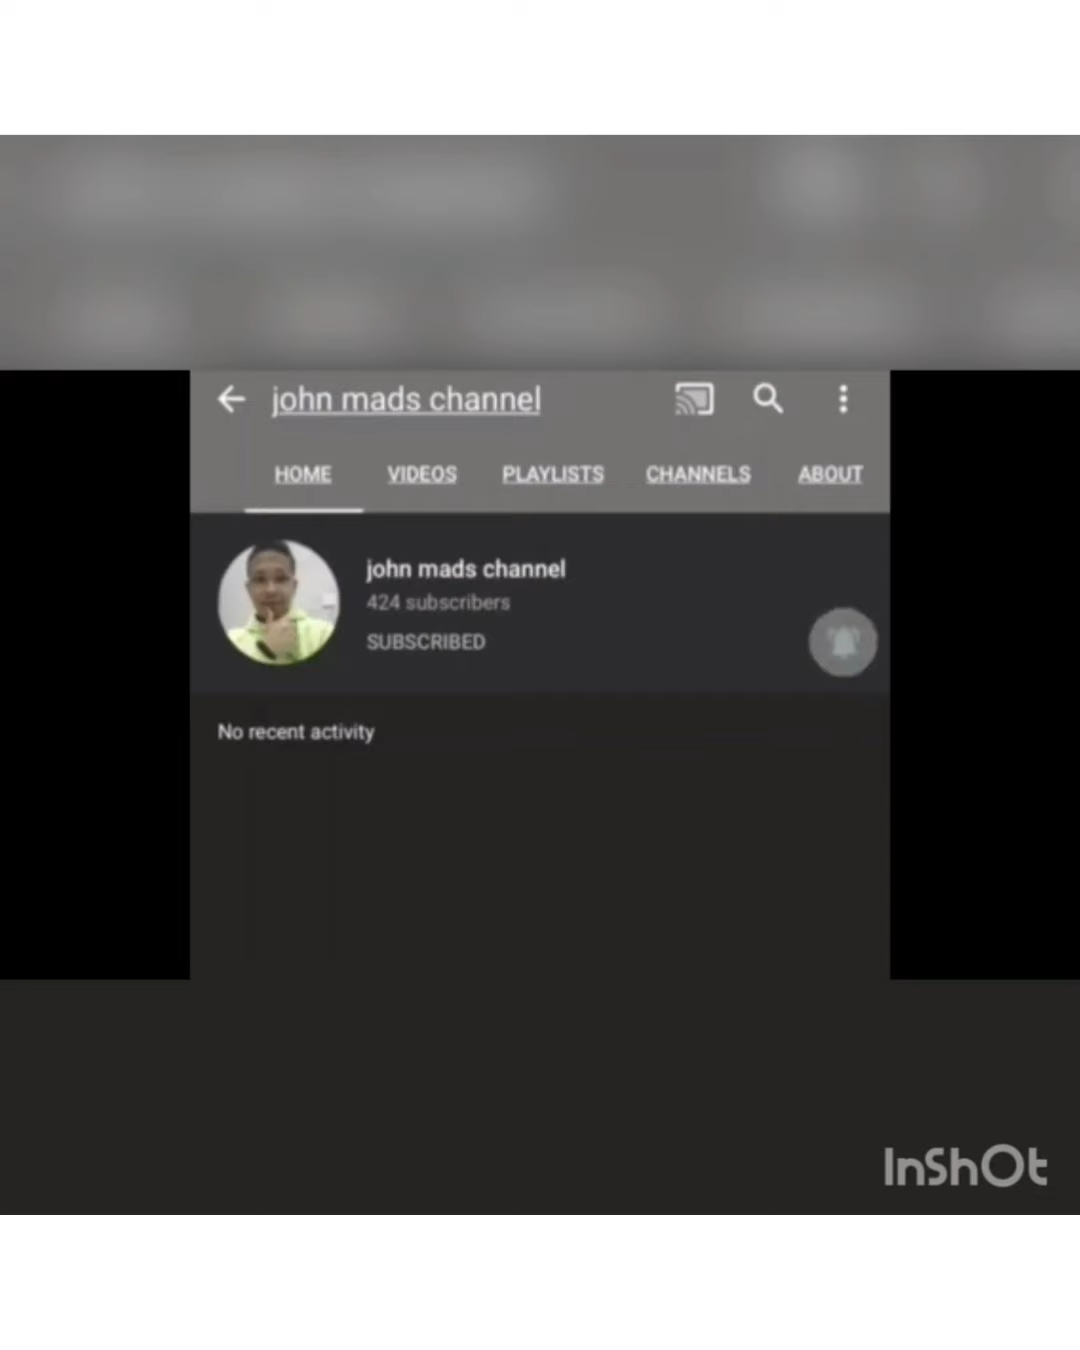 john mads channel
HOME VIDEOS PLAYLISTS CHANNELS ABOUT
john mads channel
424 subscribers
SUBSCRIBED
No recent activity
InShOt